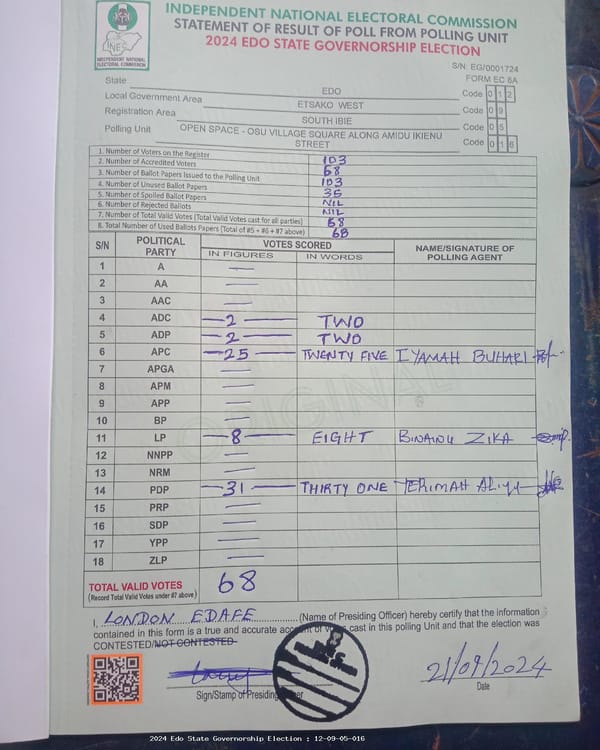 INDEPENDENT NATIONAL ELECTORAL COMMISSION
STATEMENT OF RESULT OF POLL FROM POLLING UNIT
2024 EDO STATE GOVERNORSHIP ELECTION
INEC
INDEPENDENT NATIONAL
ELECTORAL COMMISSION
S/N: EG/0001724
FORM EC 8A
State EDO Code 0 1 2
Local Government Area ETSAKO WEST Code 0 9
Registration Area SOUTH IBIE Code 0 5
Polling Unit OPEN SPACE - OSU VILLAGE SQUARE ALONG AMIDU IKIENU STREET Code 0 1 6
1. Number of Voters on the Register 103
2. Number of Accredited Voters 68
3. Number of Ballot Papers Issued to the Polling Unit 103
4. Number of Unused Ballot Papers 35
5. Number of Spoiled Ballot Papers NIL
6. Number of Rejected Ballots NIL
7. Number of Total Valid Votes (Total Valid Votes cast for all parties) 68
8. Total Number of Used Ballots Papers (Total of #5 + #6 + #7 above) 68
S/N POLITICAL PARTY VOTES SCORED NAME/SIGNATURE OF POLLING AGENT
IN FIGURES IN WORDS
1 A —
2 AA —
3 AAC —
4 ADC —2— TWO
5 ADP —2— TWO
6 APC —25— TWENTY FIVE IYAMAH BUHARI
7 APGA —
8 APM —
9 APP —
10 BP —
11 LP —8— EIGHT BINAINU ZIKA
12 NNPP —
13 NRM —
14 PDP —31— THIRTY ONE TERIMAH ALIYU
15 PRP —
16 SDP —
17 YPP —
18 ZLP —
ORIGINAL
TOTAL VALID VOTES 68
(Record Total Valid Votes under #7 above)
I, LONDON EDAFE (Name of Presiding Officer) hereby certify that the information
contained in this form is a true and accurate account of votes cast in this polling Unit and that the election was
CONTESTED/NOT CONTESTED
21/09/2024
Sign/Stamp of Presiding Officer
Date
2024 Edo State Governorship Election : 12-09-05-016